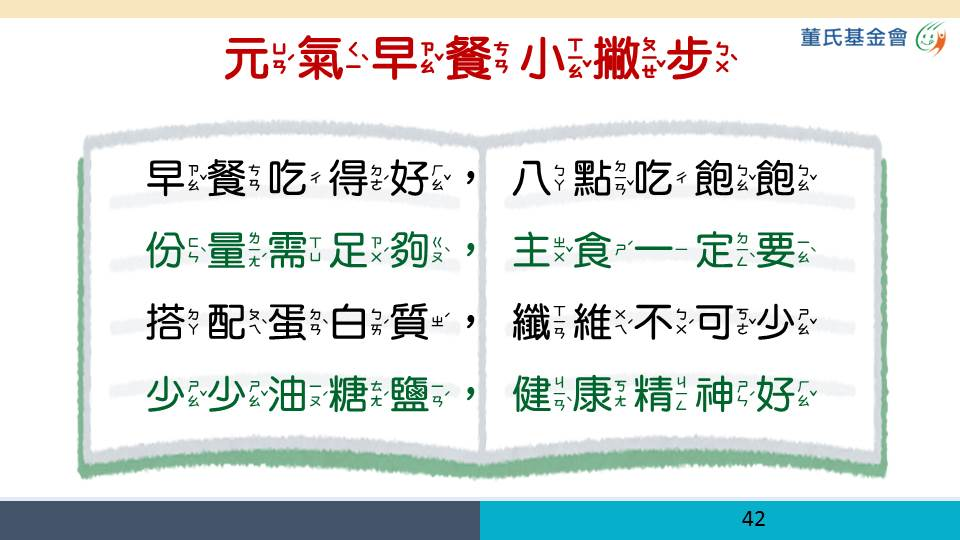 董氏基金會
元氣早餐 小撇步
早餐吃得好， 八點吃飽飽
份量需足夠， 主食一定要
搭配蛋白質， 纖維不可少
少少油糖鹽， 健康精神好
42